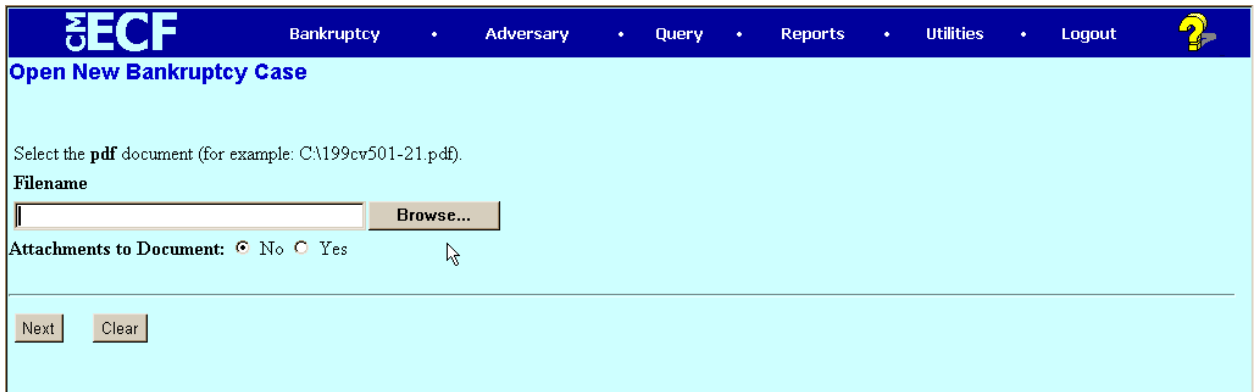 CM ECF Bankruptcy • Adversary • Query • Reports • Utilities • Logout ?
Open New Bankruptcy Case
Select the pdf document (for example: C:\199cv501-21.pdf).
Filename
Browse...
Attachments to Document: No Yes
Next Clear